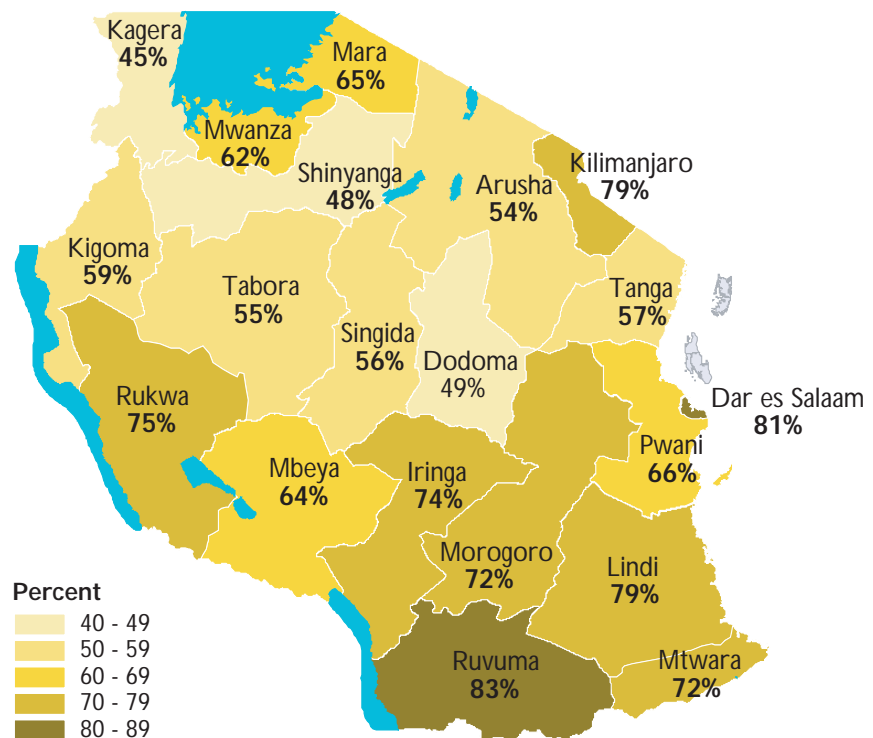 Kagera
45%
Mara
65%
Mwanza
62%
Shinyanga
48%
Arusha
54%
Kilimanjaro
79%
Kigoma
59%
Tabora
55%
Singida
56%
Dodoma
49%
Tanga
57%
Rukwa
75%
Dar es Salaam
81%
Pwani
66%
Mbeya
64%
Iringa
74%
Morogoro
72%
Lindi
79%
Ruvuma
83%
Mtwara
72%
Percent
40 - 49
50 - 59
60 - 69
70 - 79
80 - 89